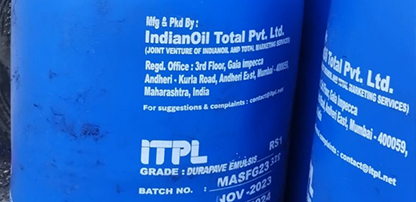 Mfg & Pkd By :
IndianOil Total Pvt. Ltd.
(JOINT VENTURE OF INDIANOIL AND TOTAL MARKETING SERVICES)
Regd. Office : 3rd Floor, Gaia Impecca
Andheri - Kurla Road, Andheri East, Mumbai - 400059,
Maharashtra, India
For suggestions & complaints : contact@itpl.net
ITPL
GRADE : DURAPAVE EMULSIS RS1
BATCH NO. : MASFG23
NOV-2023
Total Pvt. Ltd.
TOTAL MARKETING SERVICES)
Impecca
East, Mumbai - 400059,
complaints : contact@itpl.net